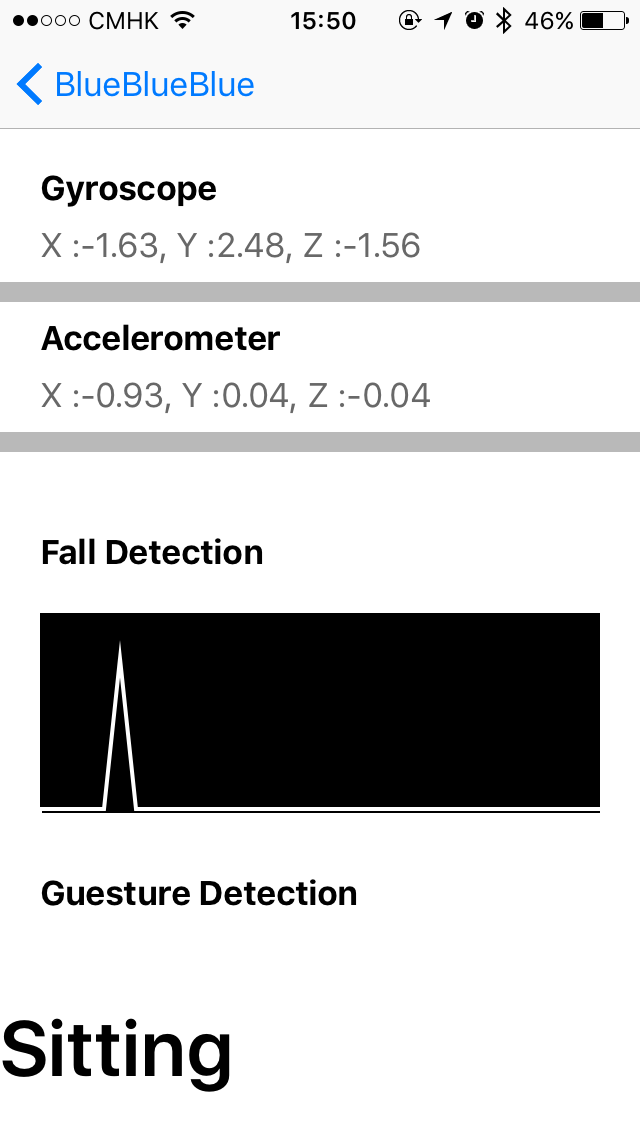 CMHK 15:50 46%
BlueBlueBlue
Gyroscope
X :-1.63, Y :2.48, Z :-1.56
Accelerometer
X :-0.93, Y :0.04, Z :-0.04
Fall Detection
Guesture Detection
Sitting